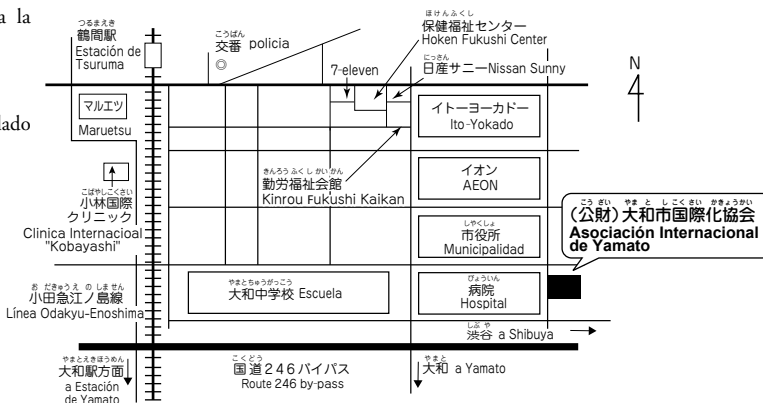 a la
lado
つるまえき
鶴間駅
Estación de
Tsuruma
こうばん
交番 policia
◎
ほけんふくし
保健福祉センター
Hoken Fukushi Center
にっさん
日産サニーNissan Sunny
7-eleven
N
4
マルエツ
Maruetsu
イトーヨーカドー
Ito-Yokado
こばやしこくさい
小林国際
クリニック
Clinica Internacioal
"Kobayashi"
きんろうふくしかいかん
勤労福祉会館
Kinrou Fukushi Kaikan
イオン
AEON
こうざい やまとしこくさいかきょうかい
(公財)大和市国際化協会
Asociación Internacional
de Yamato
しやくしょ
市役所
Municipalidad
おだきゅうえのしません
小田急江ノ島線
Línea Odakyu-Enoshima
やまとちゅうがっこう
大和中学校 Escuela
びょういん
病院
Hospital
しぶや
渋谷 a Shibuya
やまとえきほうめん
大和駅方面
a Estación
de Yamato
こくどう
国道246バイパス
Route 246 by-pass
やまと
大和 a Yamato